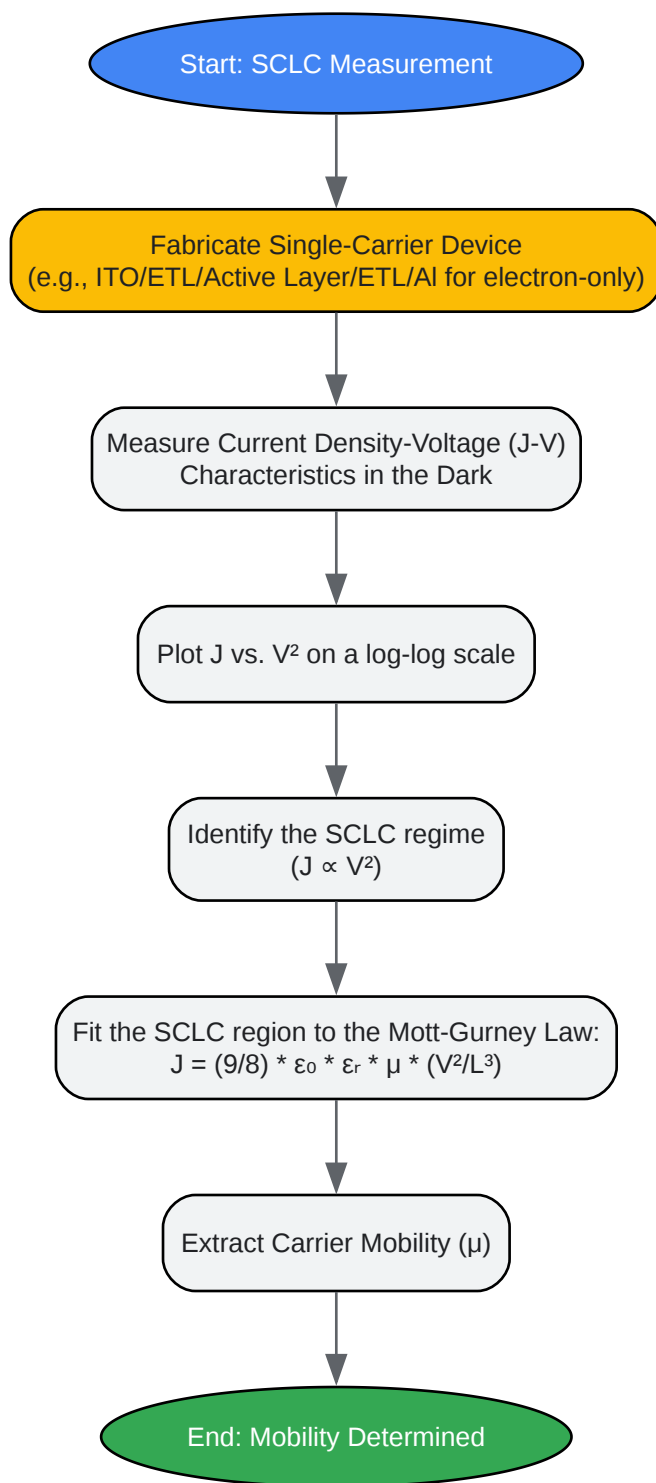 Start: SCLC Measurement
Fabricate Single-Carrier Device
(e.g., ITO/ETL/Active Layer/ETL/Al for electron-only)
Measure Current Density-Voltage (J-V)
Characteristics in the Dark
Plot J vs. V² on a log-log scale
Identify the SCLC regime
(J ∝ V²)
Fit the SCLC region to the Mott-Gurney Law:
J = (9/8) * ε₀ * εᵣ * μ * (V²/L³)
Extract Carrier Mobility (μ)
End: Mobility Determined